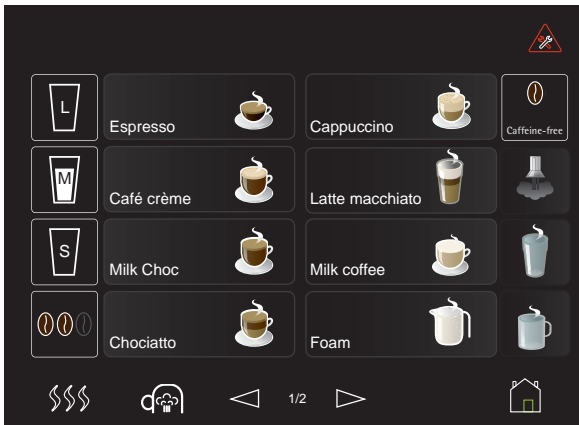 L
Espresso
Cappuccino
Caffeine-free
M
Café crème
Latte macchiato
S
Milk Choc
Milk coffee
Chociatto
Foam
1/2